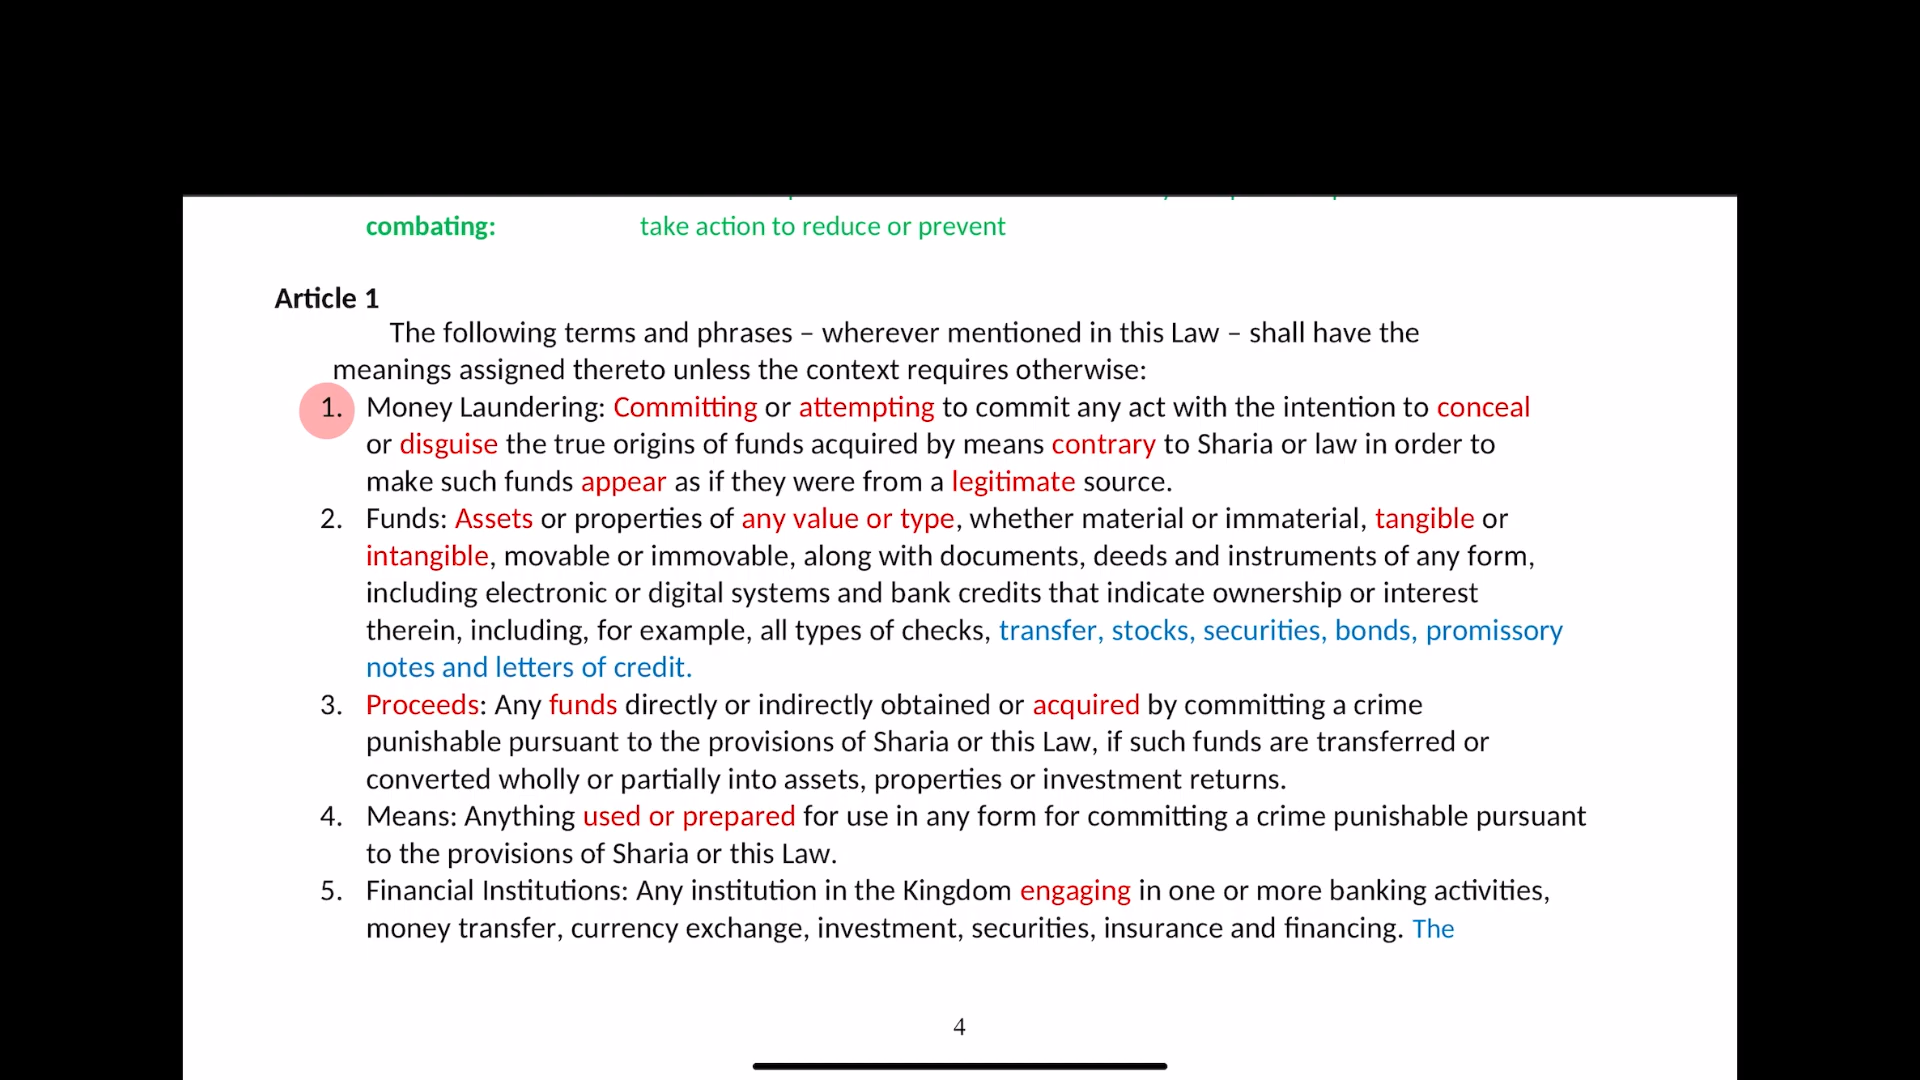 combating: take action to reduce or prevent
Article 1
The following terms and phrases – wherever mentioned in this Law – shall have the
meanings assigned thereto unless the context requires otherwise:
1. Money Laundering: Committing or attempting to commit any act with the intention to conceal
or disguise the true origins of funds acquired by means contrary to Sharia or law in order to
make such funds appear as if they were from a legitimate source.
2. Funds: Assets or properties of any value or type, whether material or immaterial, tangible or
intangible, movable or immovable, along with documents, deeds and instruments of any form,
including electronic or digital systems and bank credits that indicate ownership or interest
therein, including, for example, all types of checks, transfer, stocks, securities, bonds, promissory
notes and letters of credit.
3. Proceeds: Any funds directly or indirectly obtained or acquired by committing a crime
punishable pursuant to the provisions of Sharia or this Law, if such funds are transferred or
converted wholly or partially into assets, properties or investment returns.
4. Means: Anything used or prepared for use in any form for committing a crime punishable pursuant
to the provisions of Sharia or this Law.
5. Financial Institutions: Any institution in the Kingdom engaging in one or more banking activities,
money transfer, currency exchange, investment, securities, insurance and financing. The
4